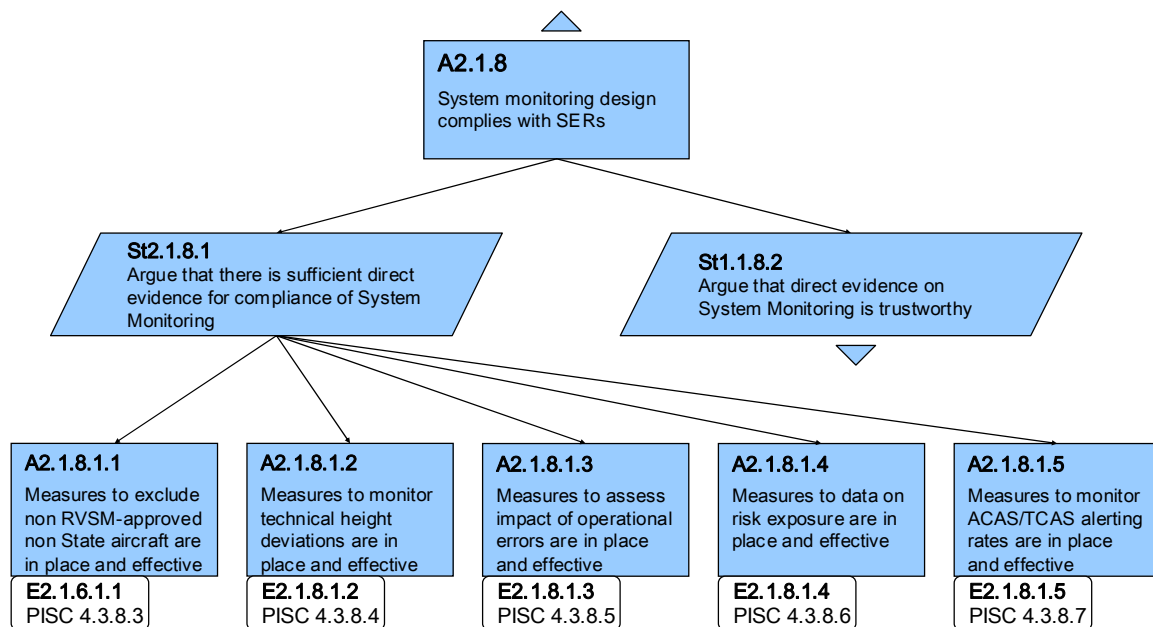 A2.1.8
System monitoring design
complies with SERs
St2.1.8.1
Argue that there is sufficient direct
evidence for compliance of System
Monitoring
St1.1.8.2
Argue that direct evidence on
System Monitoring is trustworthy
A2.1.8.1.1
Measures to exclude
non RVSM-approved
non State aircraft are
in place and effective
E2.1.6.1.1
PISC 4.3.8.3
A2.1.8.1.2
Measures to monitor
technical height
deviations are in
place and effective
E2.1.8.1.2
PISC 4.3.8.4
A2.1.8.1.3
Measures to assess
impact of operational
errors are in place
and effective
E2.1.8.1.3
PISC 4.3.8.5
A2.1.8.1.4
Measures to data on
risk exposure are in
place and effective
E2.1.8.1.4
PISC 4.3.8.6
A2.1.8.1.5
Measures to monitor
ACAS/TCAS alerting
rates are in place
and effective
E2.1.8.1.5
PISC 4.3.8.7